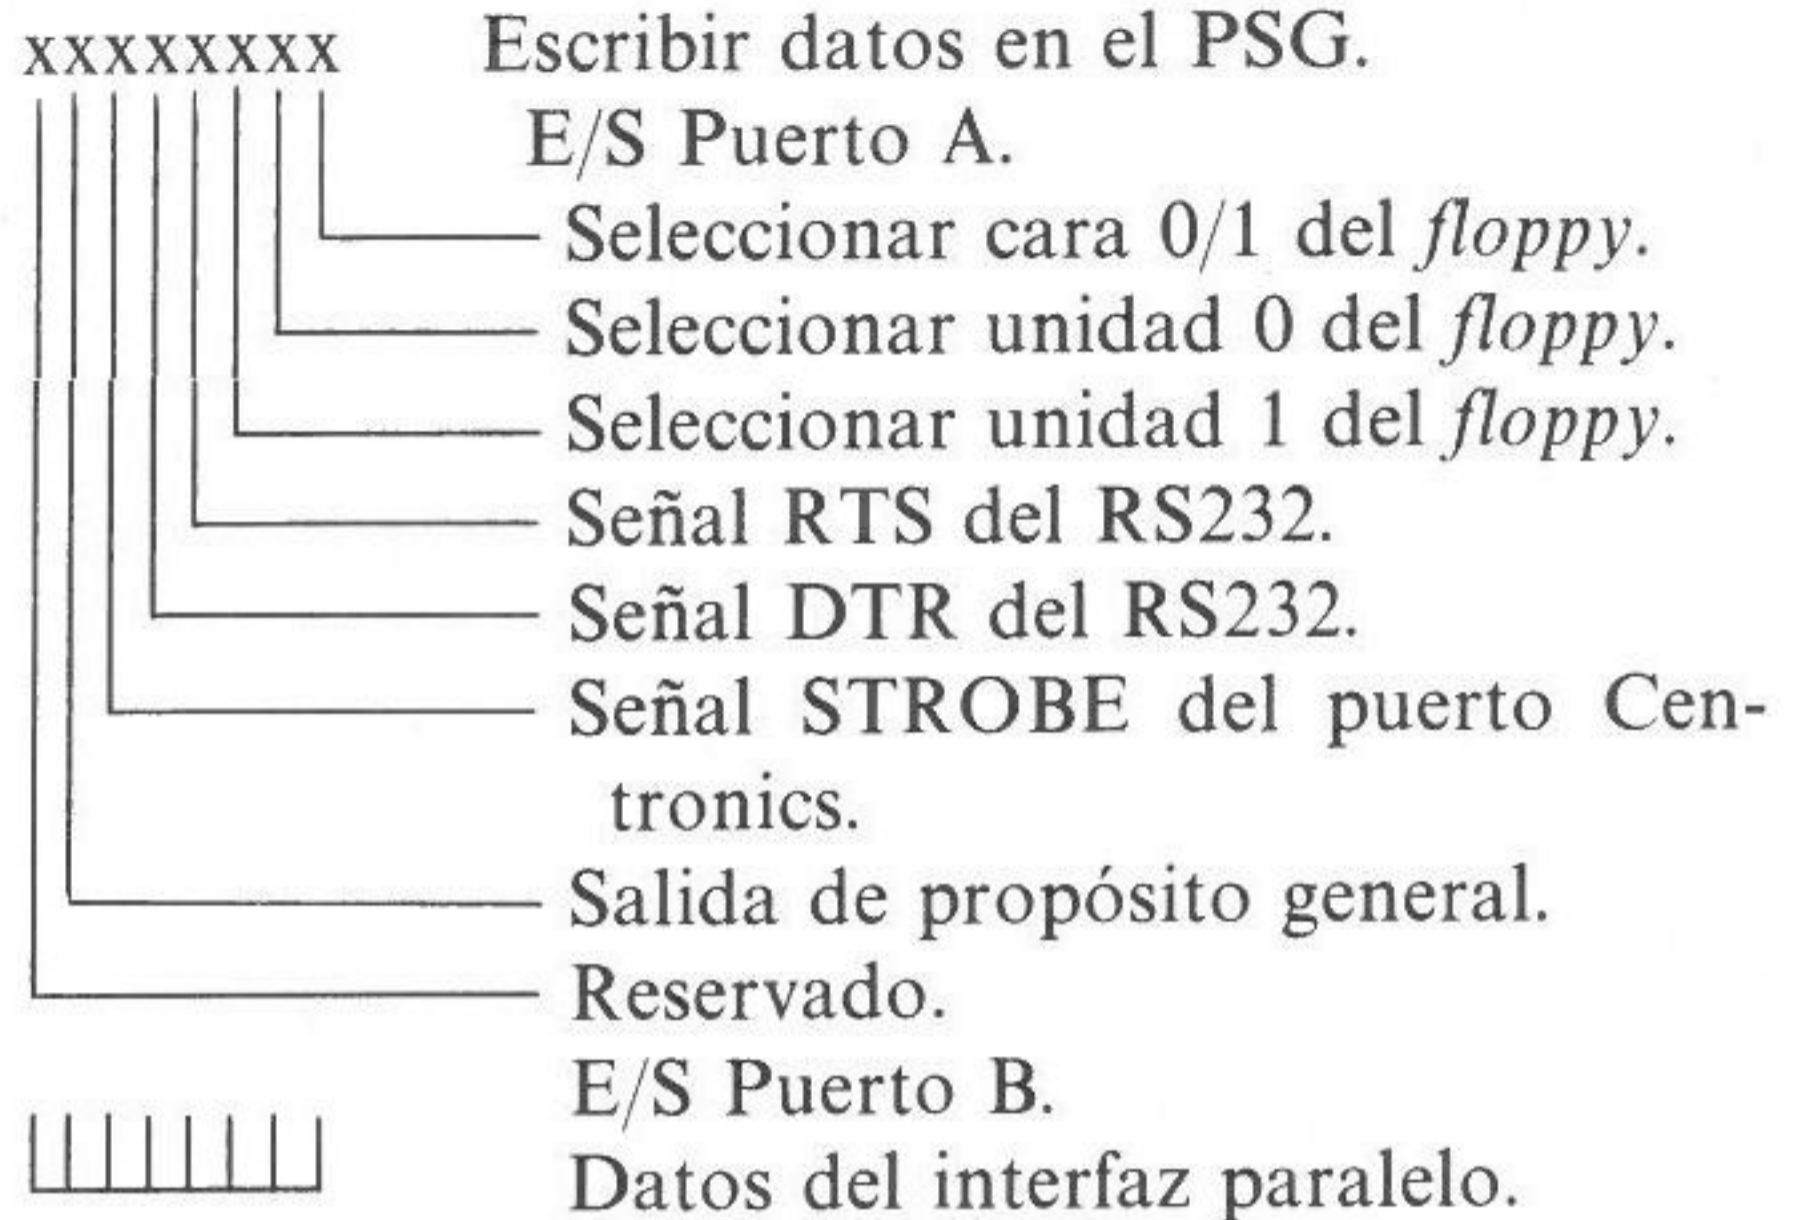 xxxxxxxx Escribir datos en el PSG.
E/S Puerto A.
Seleccionar cara 0/1 del floppy.
Seleccionar unidad 0 del floppy.
Seleccionar unidad 1 del floppy.
Señal RTS del RS232.
Señal DTR del RS232.
Señal STROBE del puerto Cen-
tronics.
Salida de propósito general.
Reservado.
E/S Puerto B.
Datos del interfaz paralelo.